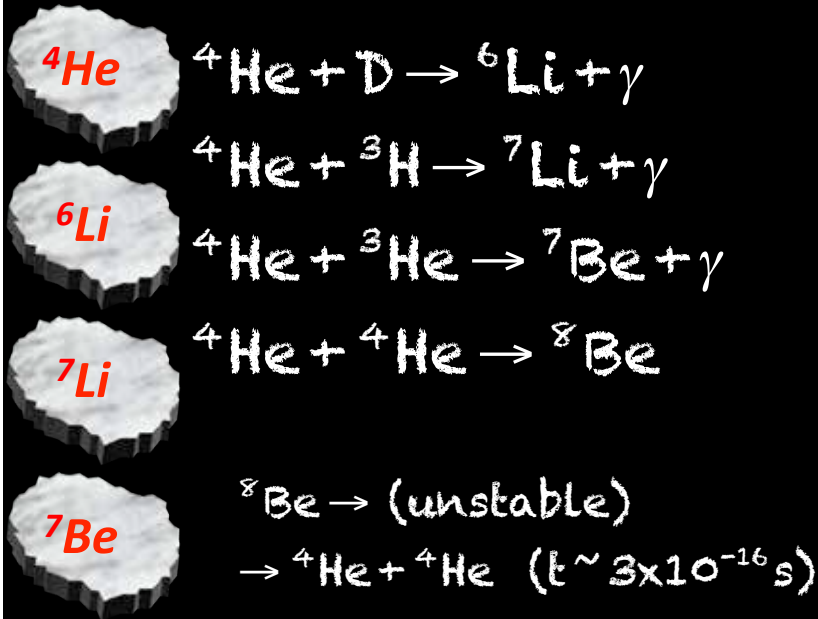 ⁴He
⁴He + D → ⁶Li + γ
⁴He + ³H → ⁷Li + γ
⁶Li
⁴He + ³He → ⁷Be + γ
⁴He + ⁴He → ⁸Be
⁷Li
⁸Be → (unstable)
⁷Be
→ ⁴He + ⁴He (t ~ 3x10⁻¹⁶ s)